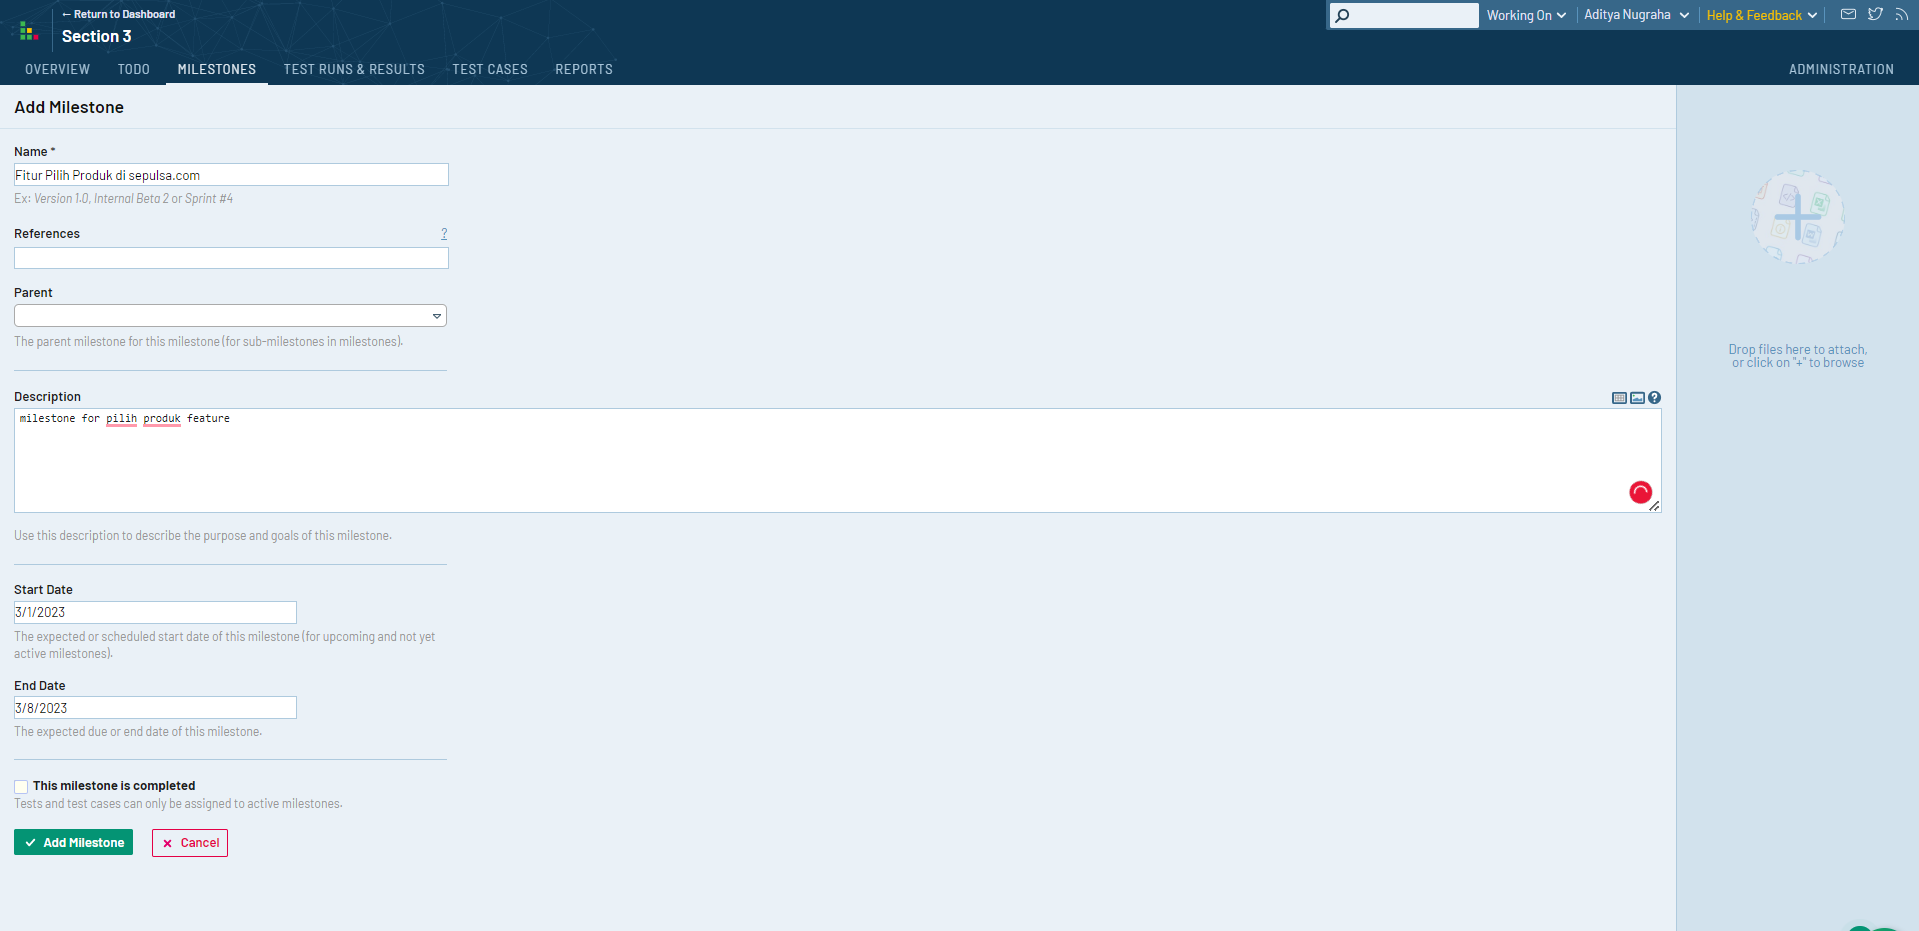 ← Return to Dashboard
Section 3
Working On
Aditya Nugraha
Help & Feedback
OVERVIEW TODO MILESTONES TEST RUNS & RESULTS TEST CASES REPORTS ADMINISTRATION
Add Milestone
Name *
Fitur Pilih Produk di sepulsa.com
Ex: Version 1.0, Internal Beta 2 or Sprint #4
References ?
Parent
The parent milestone for this milestone (for sub-milestones in milestones).
Drop files here to attach,
or click on "+" to browse
Description
milestone for pilih produk feature
Use this description to describe the purpose and goals of this milestone.
Start Date
3/1/2023
The expected or scheduled start date of this milestone (for upcoming and not yet
active milestones).
End Date
3/8/2023
The expected due or end date of this milestone.
This milestone is completed
Tests and test cases can only be assigned to active milestones.
Add Milestone
Cancel